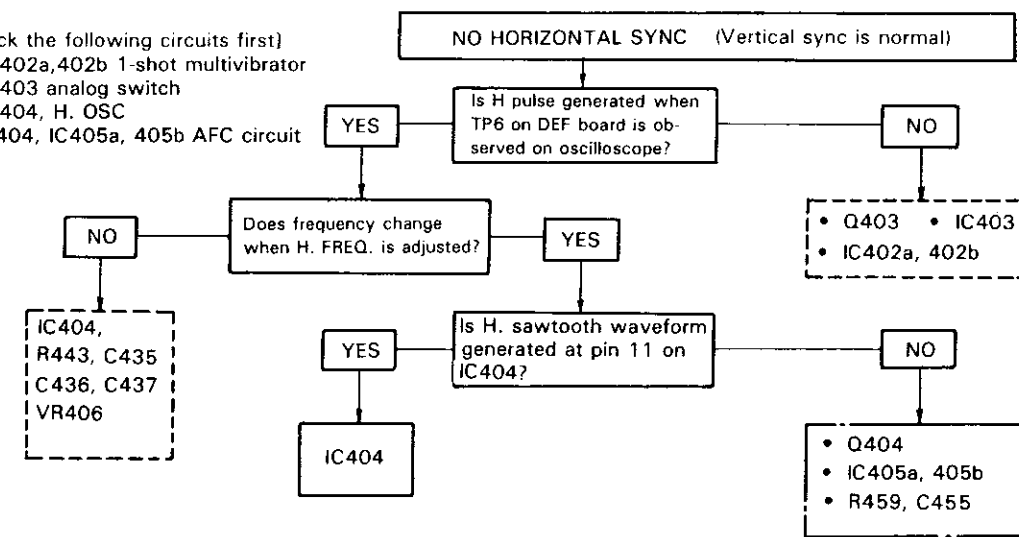 ck the following circuits first]
402a,402b 1-shot multivibrator
403 analog switch
404, H. OSC
404, IC405a, 405b AFC circuit
NO HORIZONTAL SYNC (Vertical sync is normal)
Is H pulse generated when
TP6 on DEF board is ob-
served on oscilloscope?
YES
NO
• Q403 • IC403
• IC402a, 402b
Does frequency change
when H. FREQ. is adjusted?
NO
YES
IC404,
R443, C435
C436, C437
VR406
Is H. sawtooth waveform
generated at pin 11 on
IC404?
YES
NO
IC404
• Q404
• IC405a, 405b
• R459, C455